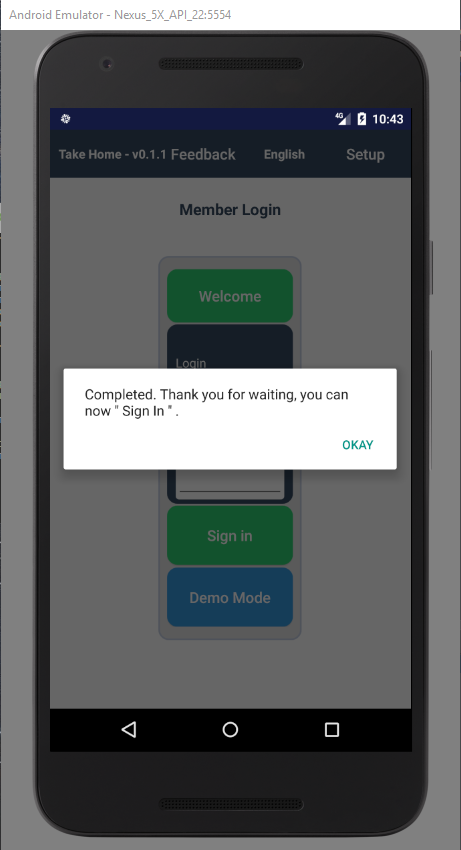 Android Emulator - Nexus_5X_API_22:5554
4G 10:43
Take Home - v0.1.1 Feedback English Setup
Member Login
Welcome
Login
Completed. Thank you for waiting, you can
now " Sign In " .
OKAY
Sign in
Demo Mode